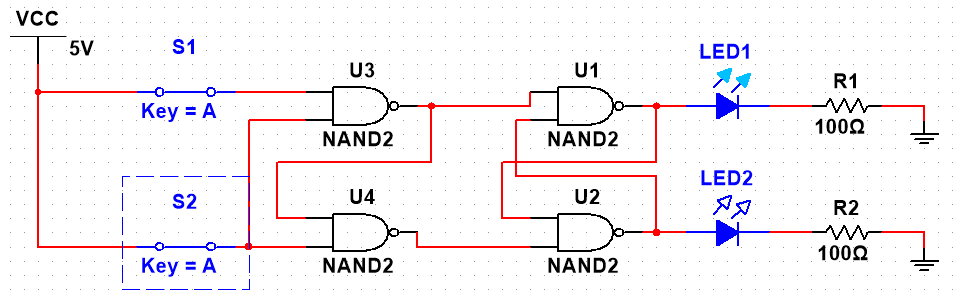 VCC
5V
S1
Key = A
U3
NAND2
U1
NAND2
LED1
R1
100Ω
S2
Key = A
U4
NAND2
U2
NAND2
LED2
R2
100Ω